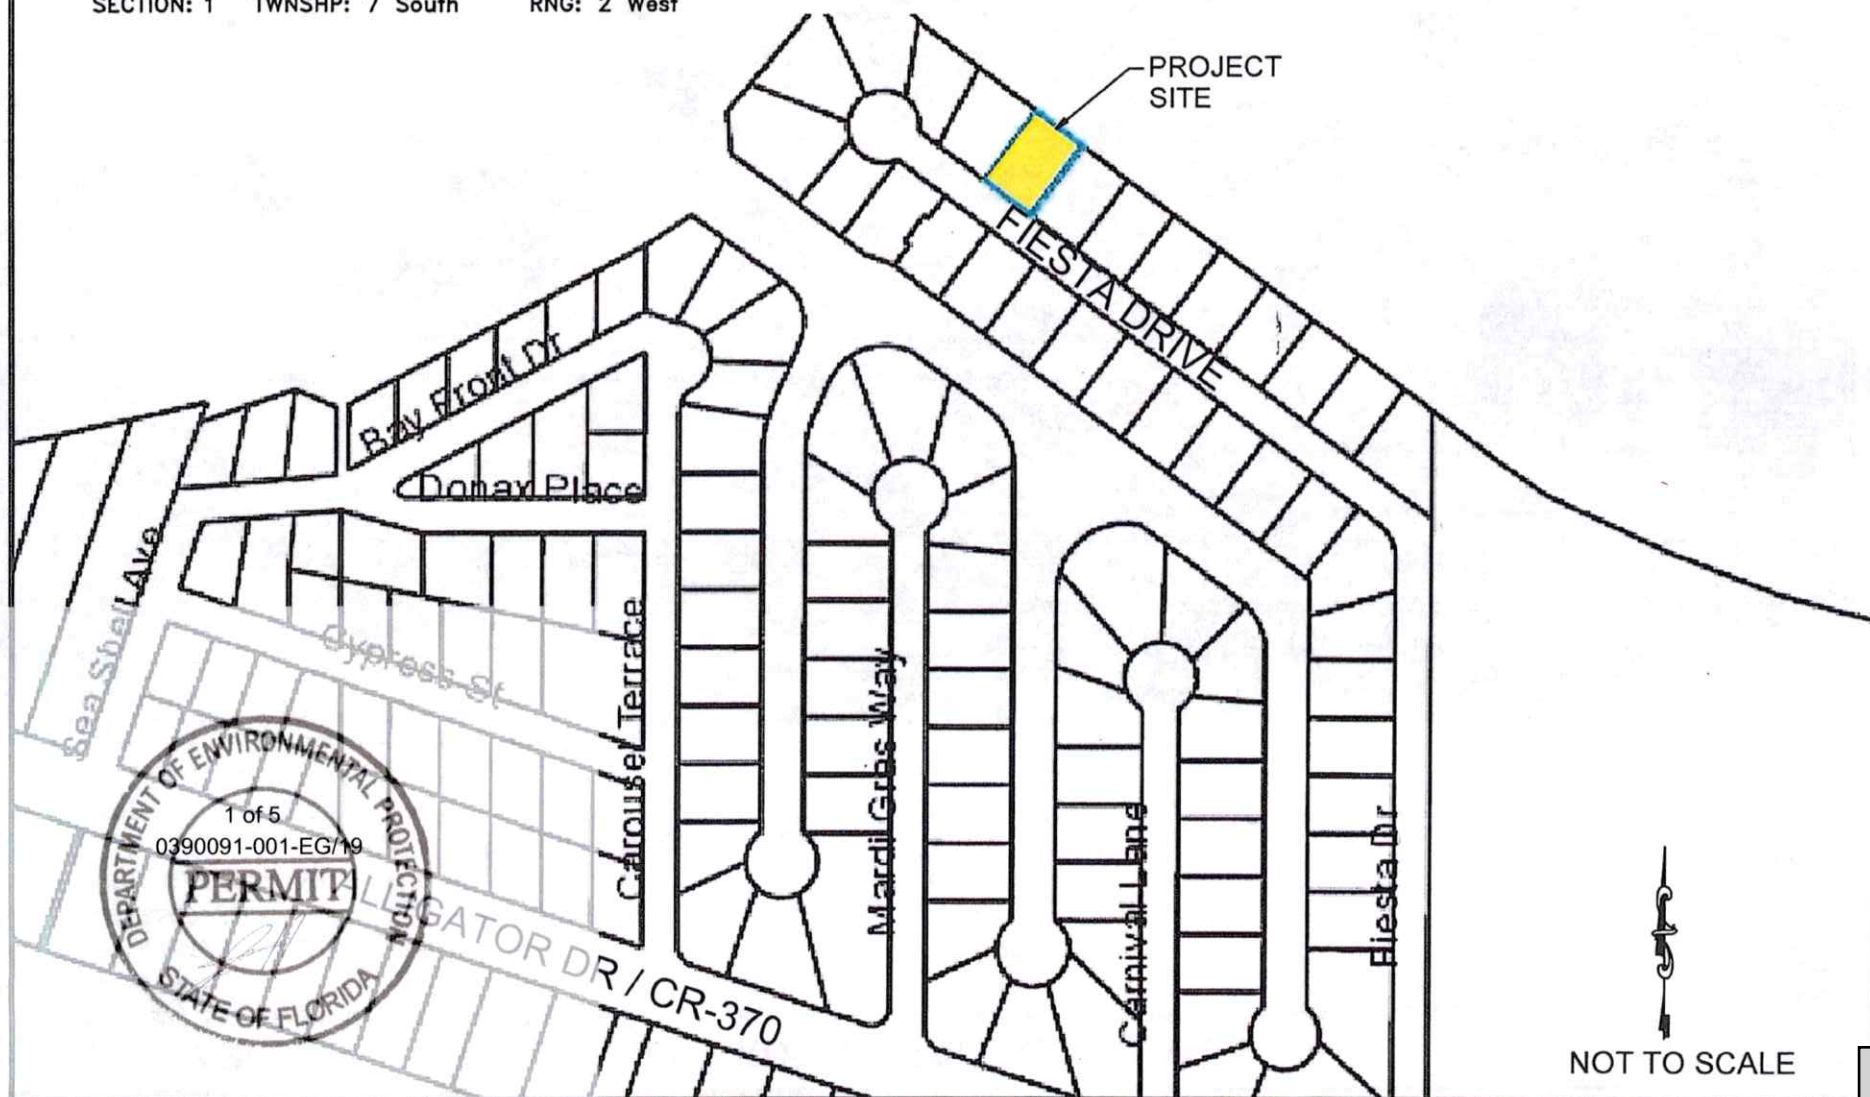 SECTION: 1 TWNSHP: 7 South RNG: 2 West
PROJECT
SITE
FIESTA DRIVE
Bay Front Dr
Donax Place
Sea Shell Ave
Cypress St
Carousel Terrace
Mardi Gras Way
Carnival Lane
Fiesta Dr
ALLIGATOR DR / CR-370
DEPARTMENT OF ENVIRONMENTAL PROTECTION
1 of 5
0390091-001-EG/19
PERMIT
STATE OF FLORIDA
NOT TO SCALE